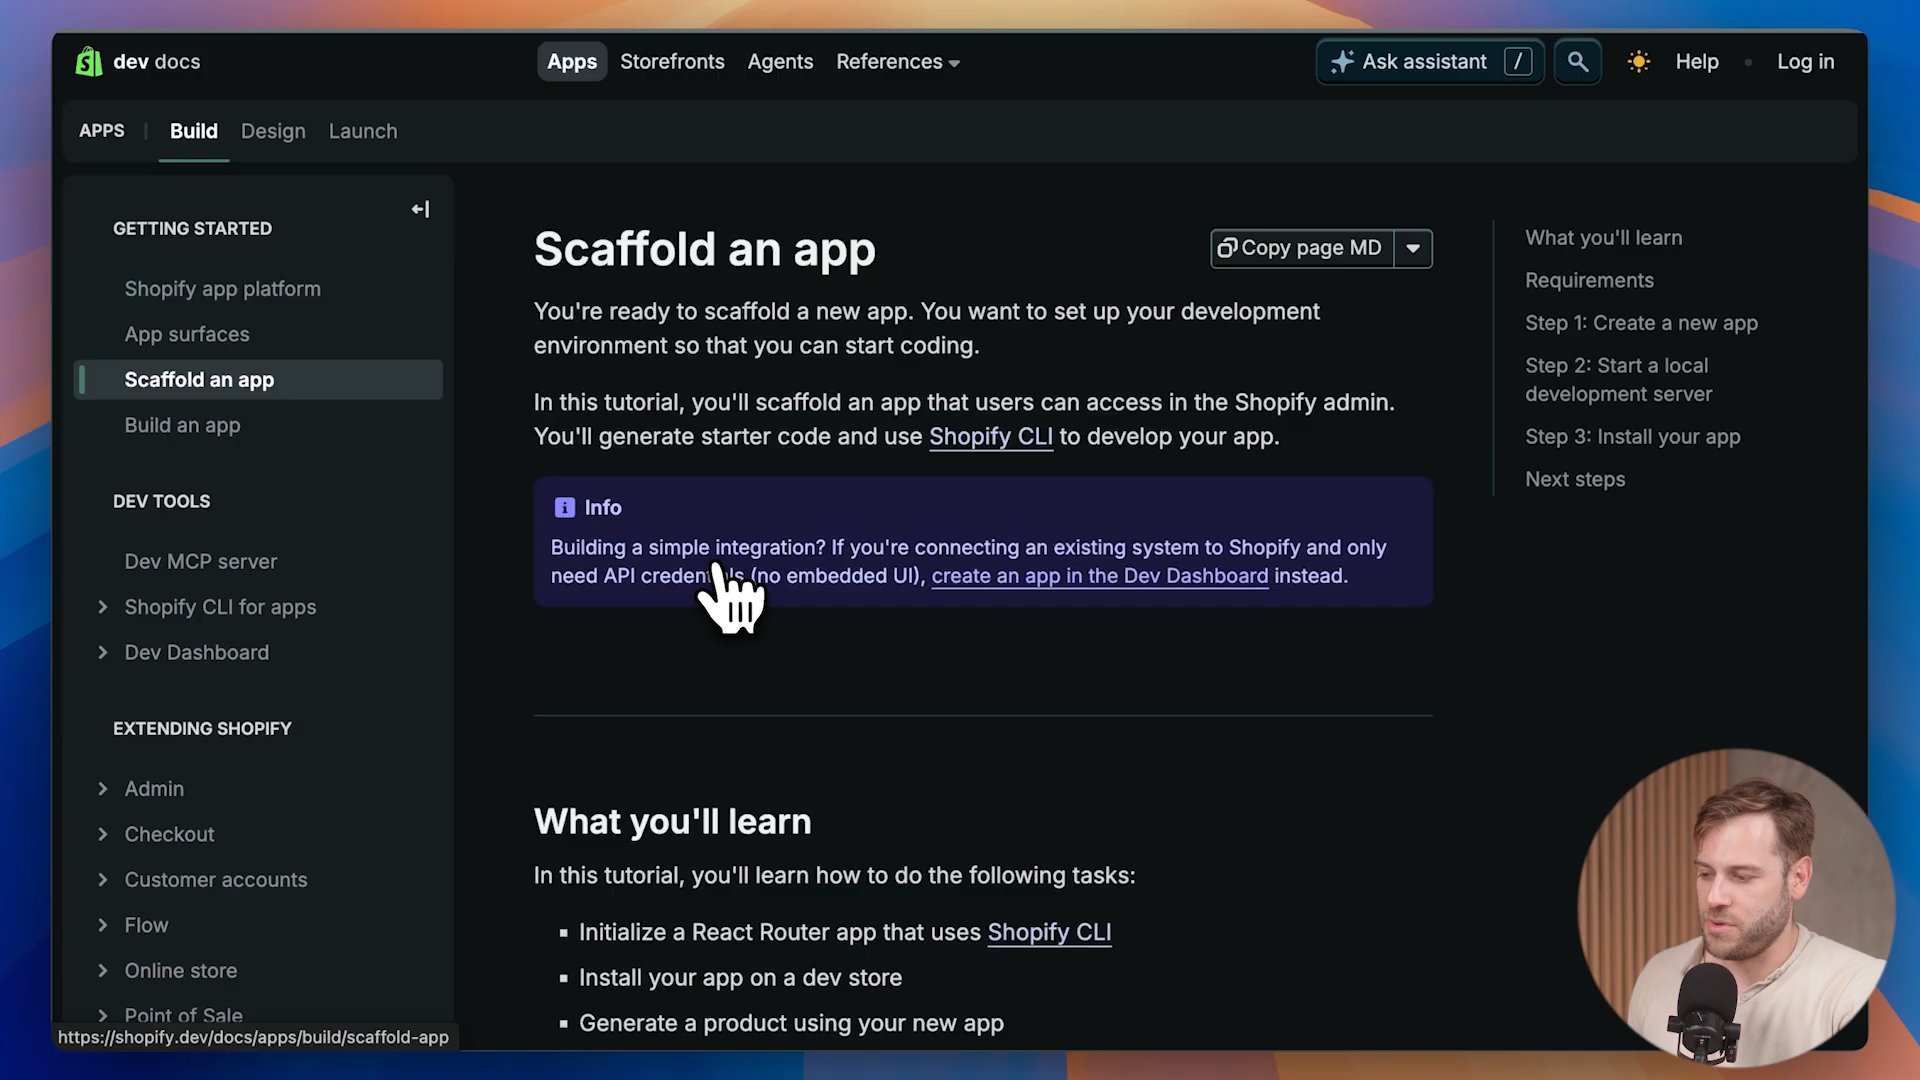 dev docs
Apps Storefronts Agents References
Ask assistant /
Help
Log in
APPS
Build Design Launch
GETTING STARTED
Shopify app platform
App surfaces
Scaffold an app
Build an app
DEV TOOLS
Dev MCP server
Shopify CLI for apps
Dev Dashboard
EXTENDING SHOPIFY
Admin
Checkout
Customer accounts
Flow
Online store
Point of Sale
https://shopify.dev/docs/apps/build/scaffold-app
Scaffold an app
Copy page MD
You're ready to scaffold a new app. You want to set up your development
environment so that you can start coding.
In this tutorial, you'll scaffold an app that users can access in the Shopify admin.
You'll generate starter code and use Shopify CLI to develop your app.
Info
Building a simple integration? If you're connecting an existing system to Shopify and only
need API credentials (no embedded UI), create an app in the Dev Dashboard instead.
What you'll learn
In this tutorial, you'll learn how to do the following tasks:
▪ Initialize a React Router app that uses Shopify CLI
▪ Install your app on a dev store
▪ Generate a product using your new app
What you'll learn
Requirements
Step 1: Create a new app
Step 2: Start a local
development server
Step 3: Install your app
Next steps